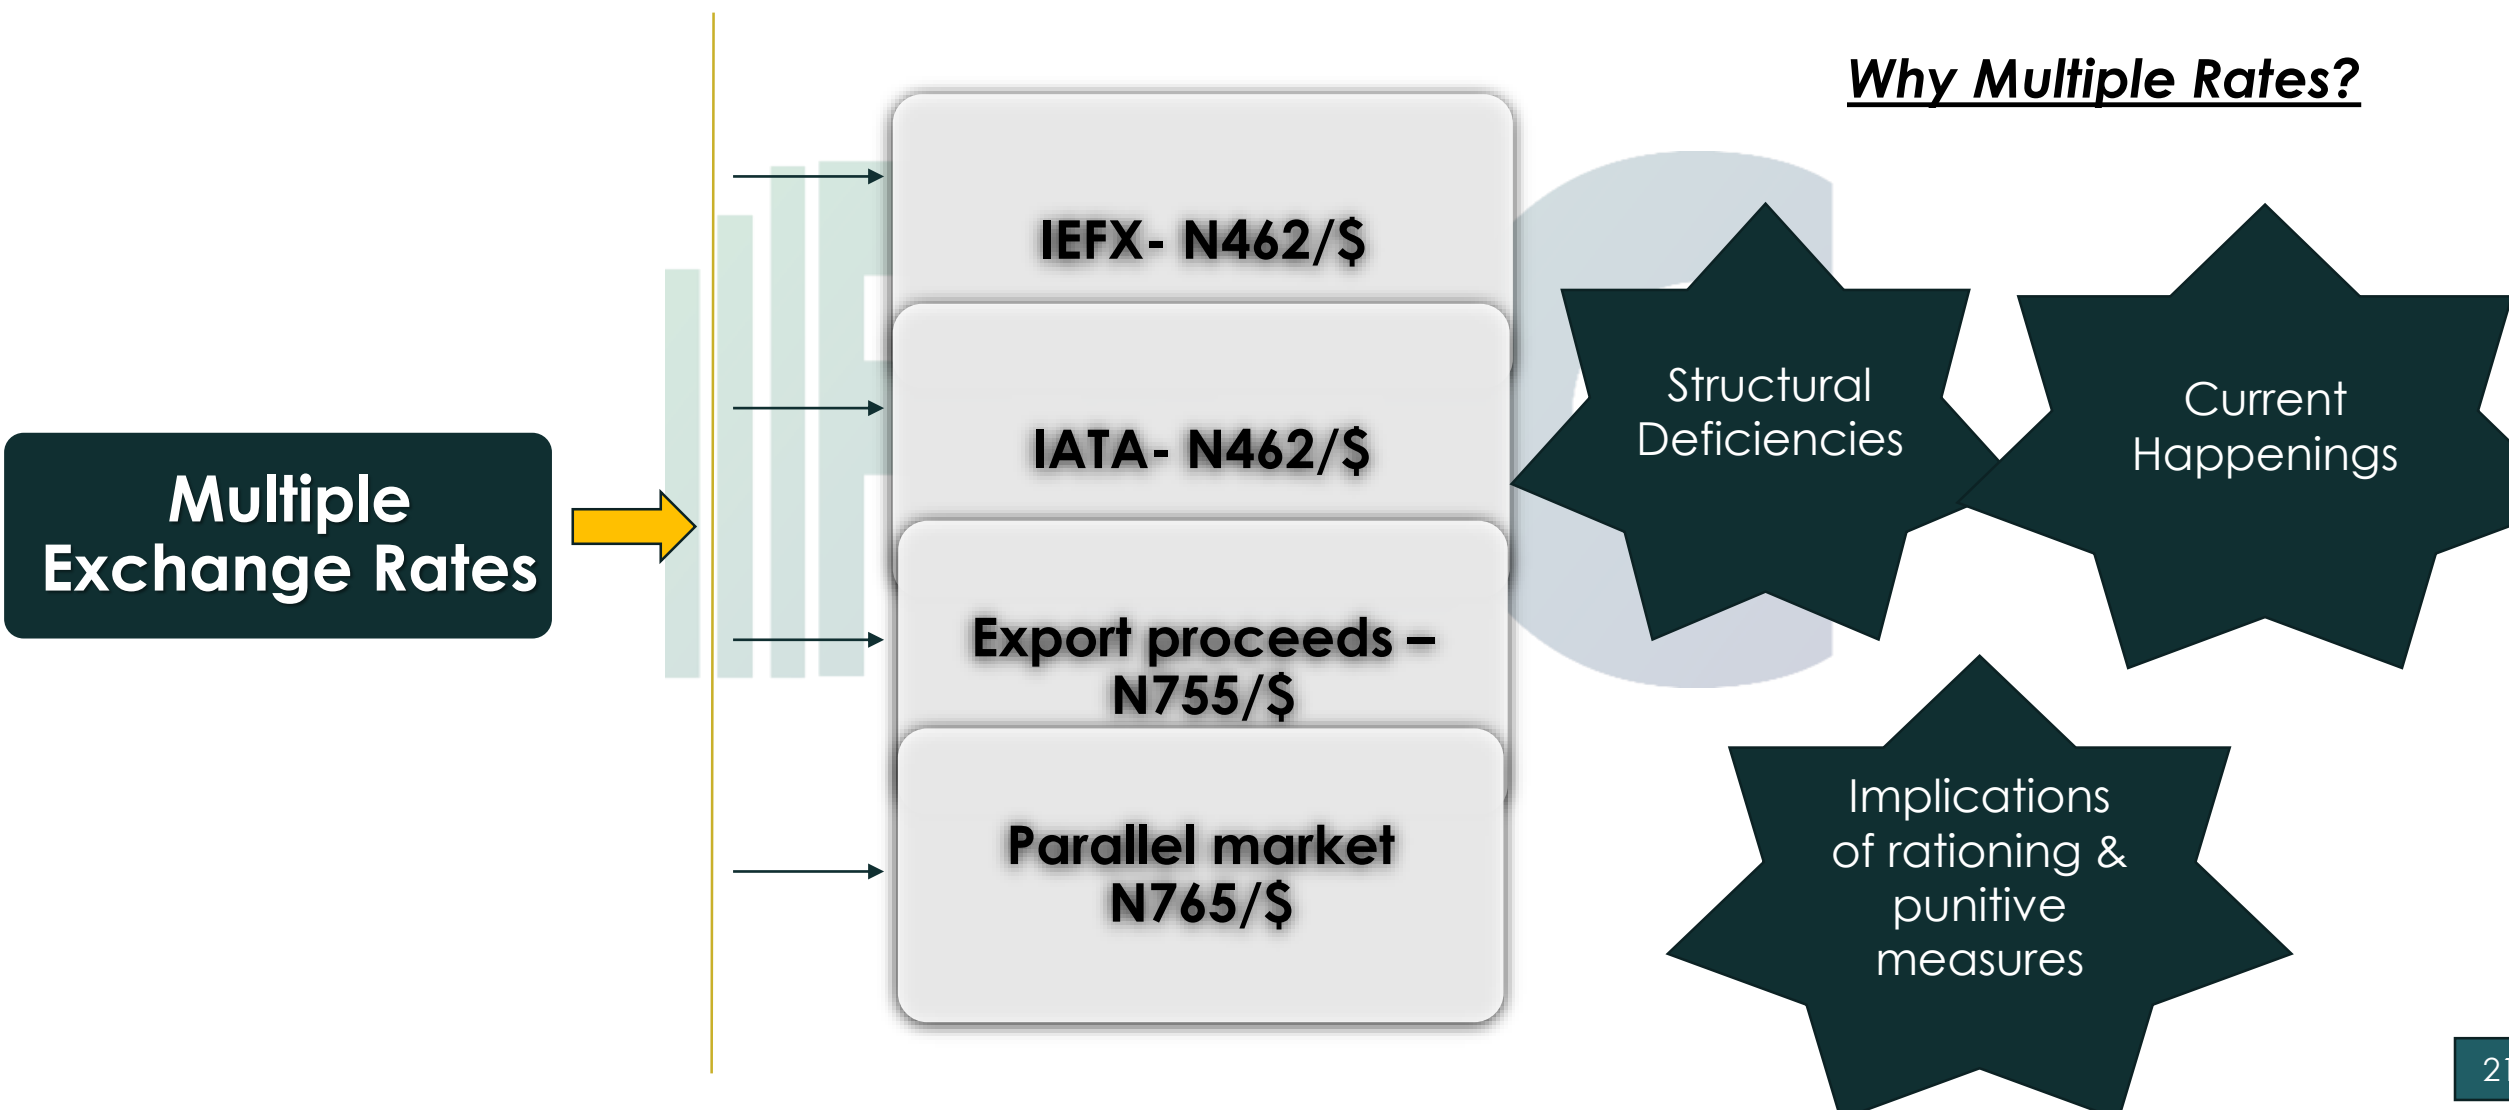 Why Multiple Rates?
Multiple
Exchange Rates
IEFX- N462/$
IATA- N462/$
Export proceeds –
N755/$
Parallel market
N765/$
Structural
Deficiencies
Current
Happenings
Implications
of rationing &
punitive
measures
21